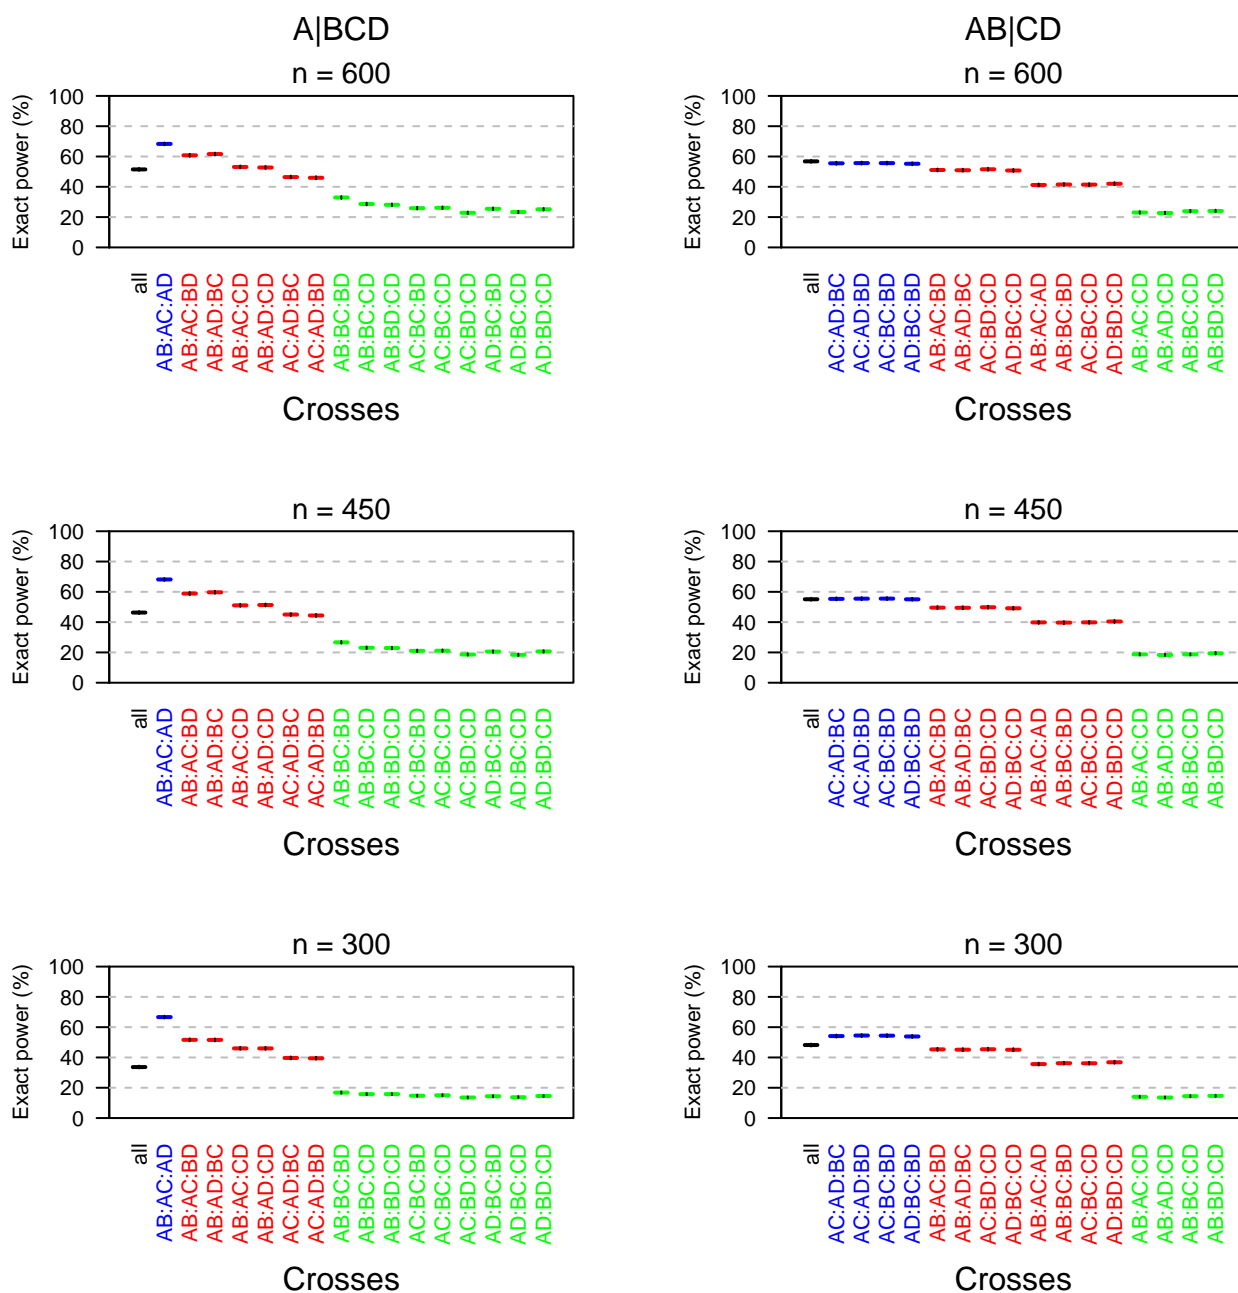 A|BCD
n = 600
Exact power (%)
100
80
60
40
20
0
all
AB:AC:AD
AB:AC:BD
AB:AD:BC
AB:AC:CD
AB:AD:CD
AC:AD:BC
AC:AD:BD
AB:BC:BD
AB:BC:CD
AB:BD:CD
AC:BC:BD
AC:BC:CD
AC:BD:CD
AD:BC:BD
AD:BC:CD
AD:BD:CD
Crosses
AB|CD
n = 600
Exact power (%)
100
80
60
40
20
0
all
AC:AD:BC
AC:AD:BD
AC:BC:BD
AD:BC:BD
AB:AC:BD
AB:AD:BC
AC:BD:CD
AD:BC:CD
AB:AC:AD
AB:BC:BD
AC:BC:CD
AD:BD:CD
AB:AC:CD
AB:AD:CD
AB:BC:CD
AB:BD:CD
Crosses
n = 450
Exact power (%)
100
80
60
40
20
0
all
AB:AC:AD
AB:AC:BD
AB:AD:BC
AB:AC:CD
AB:AD:CD
AC:AD:BC
AC:AD:BD
AB:BC:BD
AB:BC:CD
AB:BD:CD
AC:BC:BD
AC:BC:CD
AC:BD:CD
AD:BC:BD
AD:BC:CD
AD:BD:CD
Crosses
n = 450
Exact power (%)
100
80
60
40
20
0
all
AC:AD:BC
AC:AD:BD
AC:BC:BD
AD:BC:BD
AB:AC:BD
AB:AD:BC
AC:BD:CD
AD:BC:CD
AB:AC:AD
AB:BC:BD
AC:BC:CD
AD:BD:CD
AB:AC:CD
AB:AD:CD
AB:BC:CD
AB:BD:CD
Crosses
n = 300
Exact power (%)
100
80
60
40
20
0
all
AB:AC:AD
AB:AC:BD
AB:AD:BC
AB:AC:CD
AB:AD:CD
AC:AD:BC
AC:AD:BD
AB:BC:BD
AB:BC:CD
AB:BD:CD
AC:BC:BD
AC:BC:CD
AC:BD:CD
AD:BC:BD
AD:BC:CD
AD:BD:CD
Crosses
n = 300
Exact power (%)
100
80
60
40
20
0
all
AC:AD:BC
AC:AD:BD
AC:BC:BD
AD:BC:BD
AB:AC:BD
AB:AD:BC
AC:BD:CD
AD:BC:CD
AB:AC:AD
AB:BC:BD
AC:BC:CD
AD:BD:CD
AB:AC:CD
AB:AD:CD
AB:BC:CD
AB:BD:CD
Crosses